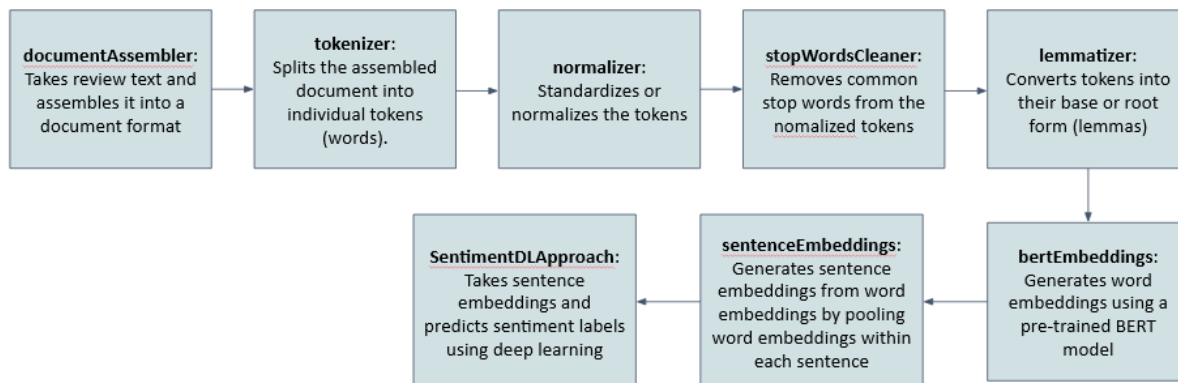 documentAssembler:
Takes review text and
assembles it into a
document format
tokenizer:
Splits the assembled
document into
individual tokens
(words).
normalizer:
Standardizes or
normalizes the tokens
stopWordsCleaner:
Removes common
stop words from the
nomalized tokens
lemmatizer:
Converts tokens into
their base or root
form (lemmas)
bertEmbeddings:
Generates word
embeddings using a
pre-trained BERT
model
sentenceEmbeddings:
Generates sentence
embeddings from word
embeddings by pooling
word embeddings within
each sentence
SentimentDLApproach:
Takes sentence
embeddings and
predicts sentiment labels
using deep learning